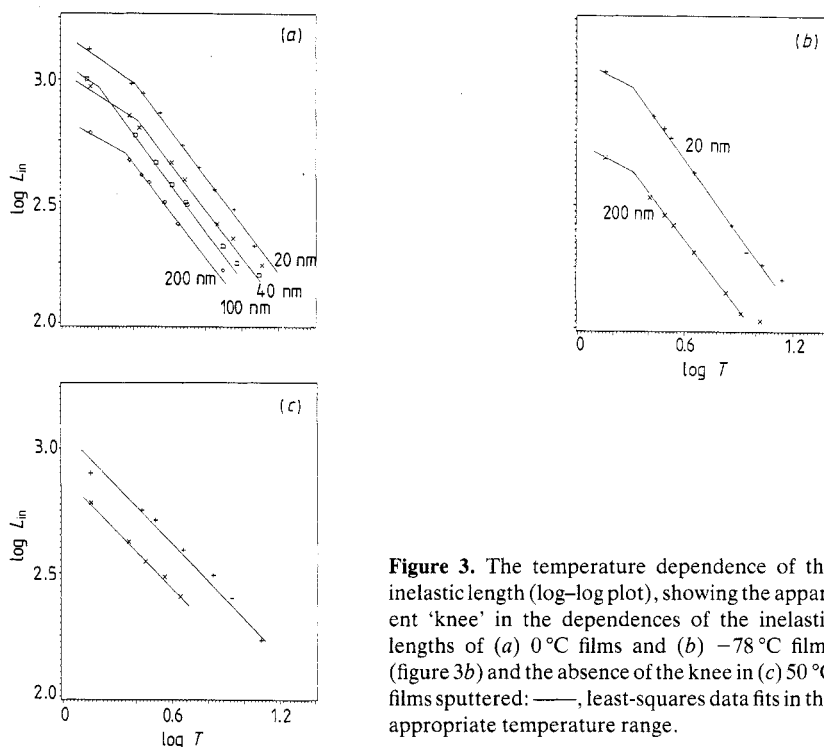 (a)
3.0
2.5
2.0
log L_in
20 nm
40 nm
100 nm
200 nm
(b)
20 nm
200 nm
0 0.6 1.2
log T
(c)
3.0
2.5
2.0
log L_in
0 0.6 1.2
log T
Figure 3. The temperature dependence of th
inelastic length (log–log plot), showing the appar
ent ‘knee’ in the dependences of the inelasti
lengths of (a) 0 °C films and (b) −78 °C film
(figure 3b) and the absence of the knee in (c) 50 °C
films sputtered: ——, least-squares data fits in th
appropriate temperature range.